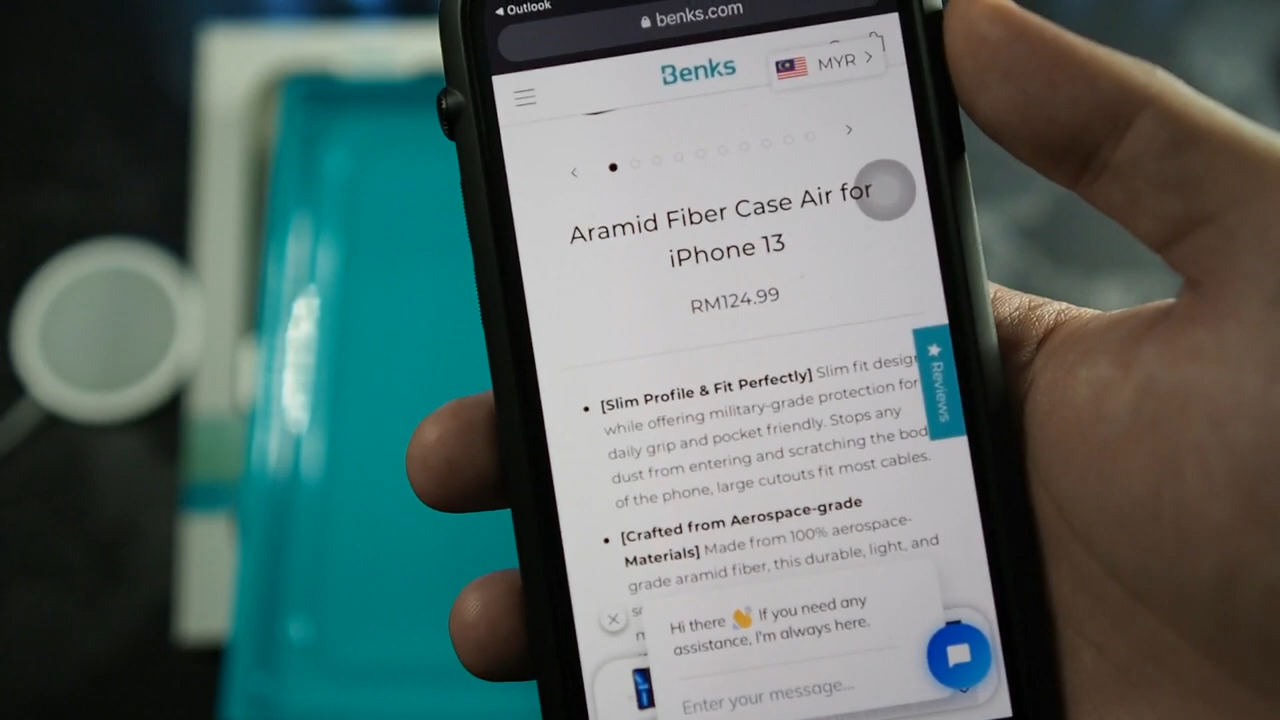 ◀ Outlook
benks.com
Benks
MYR
Aramid Fiber Case Air for
iPhone 13
RM124.99
[Slim Profile & Fit Perfectly] Slim fit design
while offering military-grade protection for
daily grip and pocket friendly. Stops any
dust from entering and scratching the bod
of the phone, large cutouts fit most cables.
★ Reviews
[Crafted from Aerospace-grade
Materials] Made from 100% aerospace-
grade aramid fiber, this durable, light, and
Hi there 👋 If you need any
assistance, I'm always here.
Enter your message...